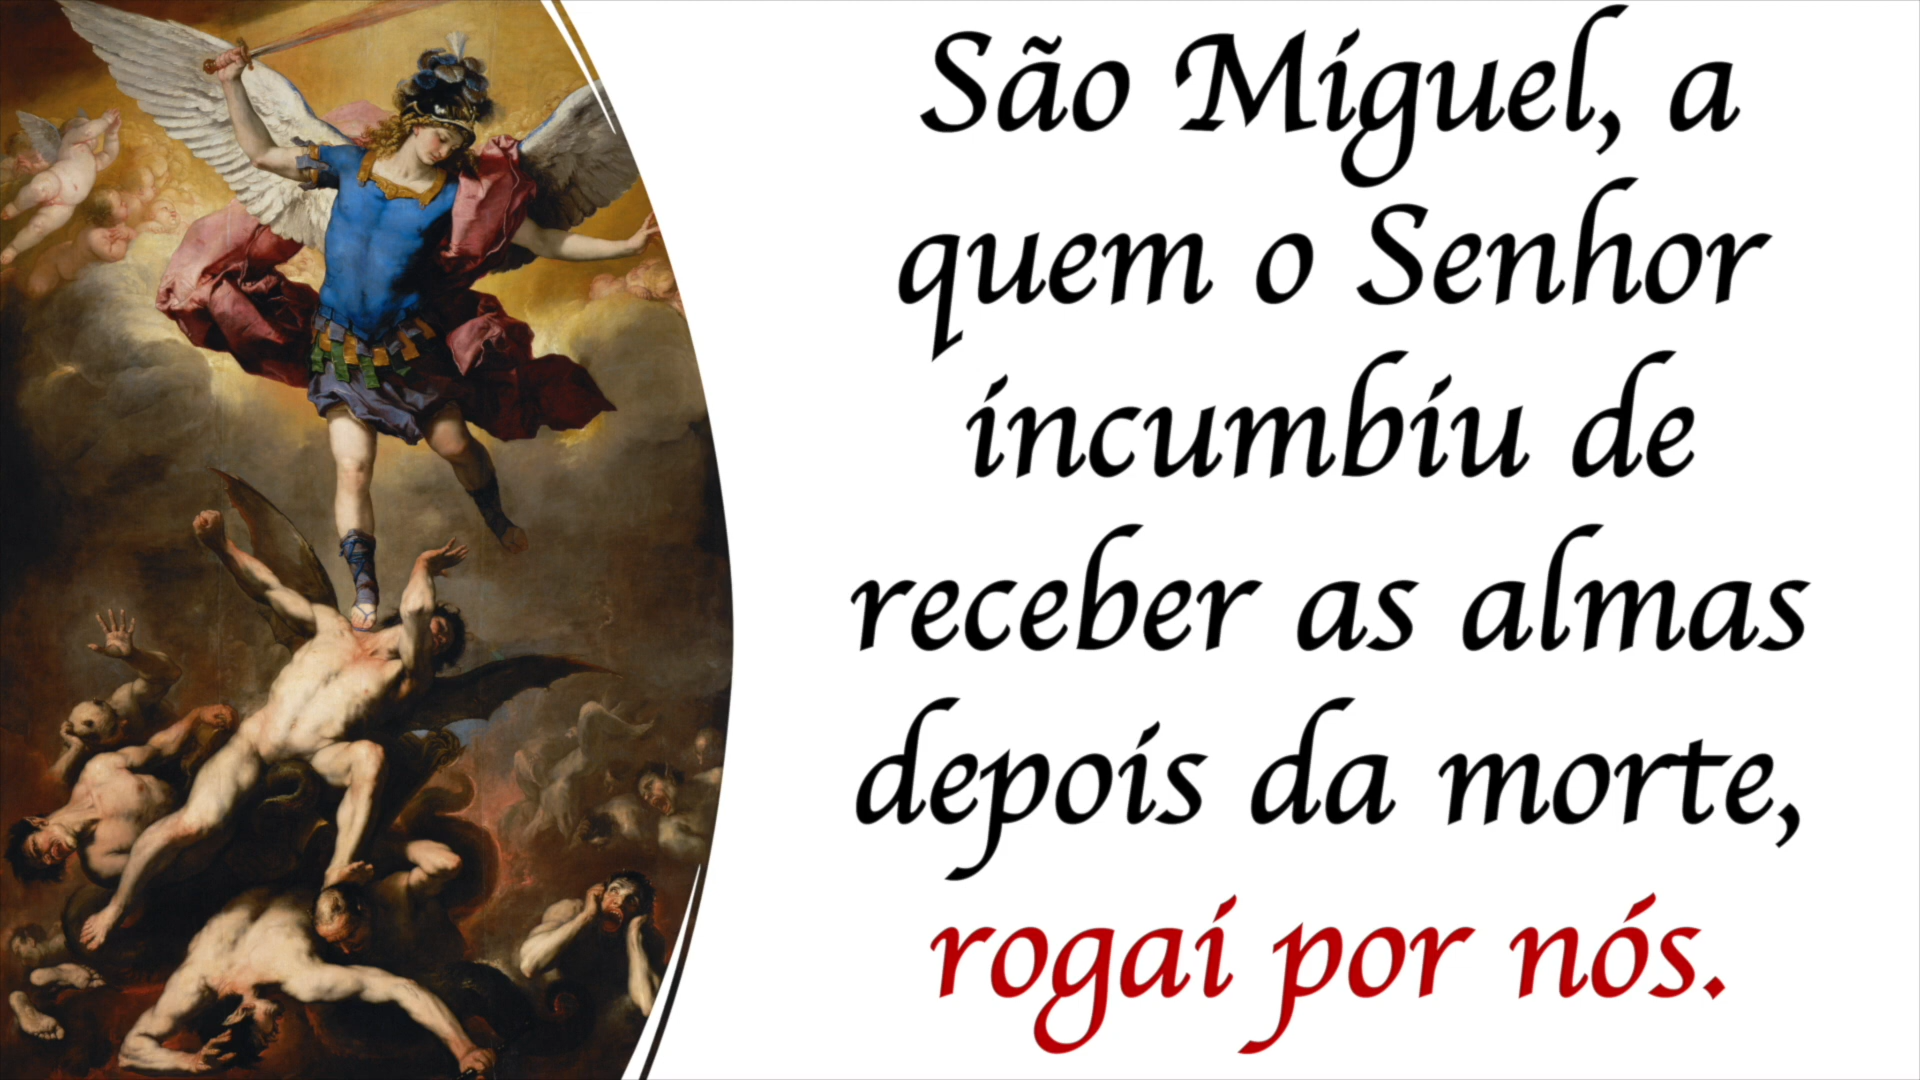 São Miguel, a
quem o Senhor
incumbiu de
receber as almas
depois da morte,
rogai por nós.